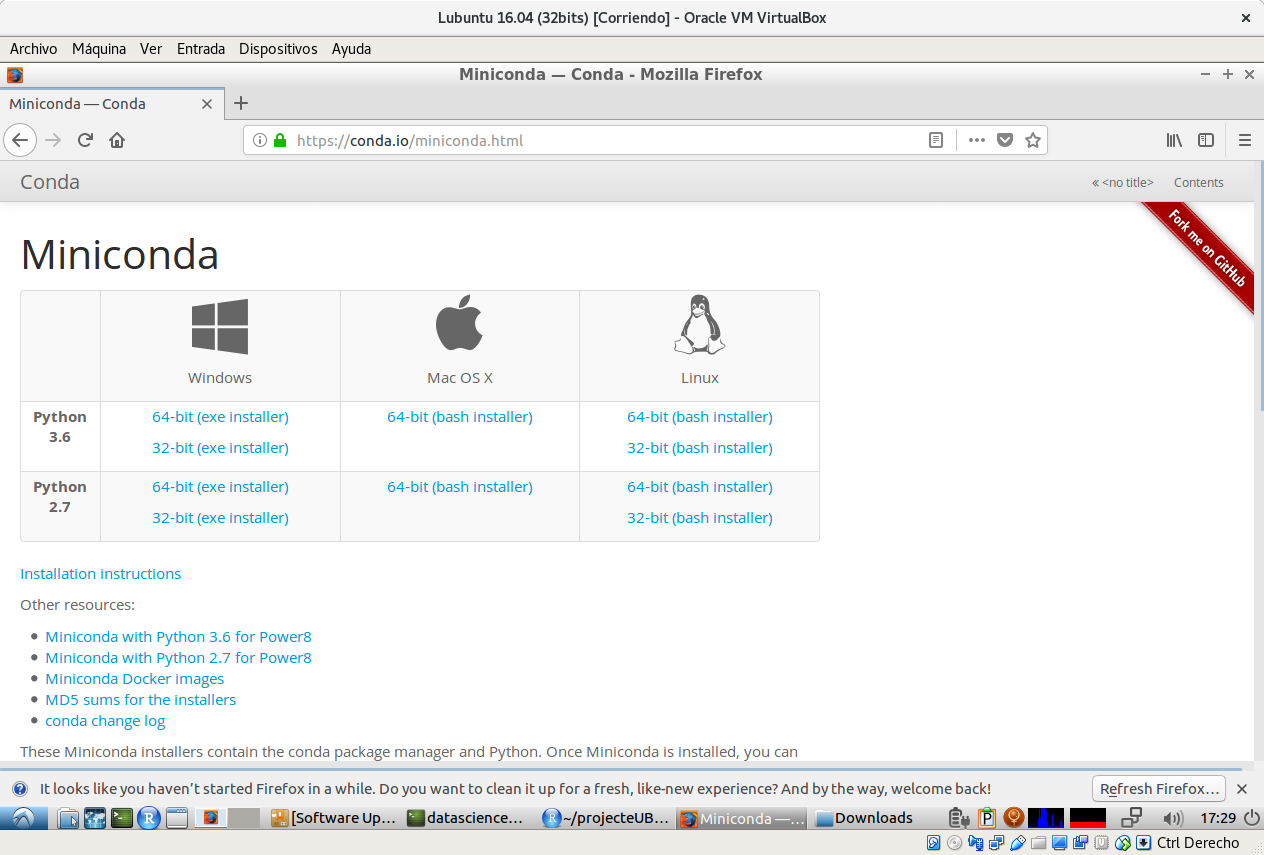 Lubuntu 16.04 (32bits) [Corriendo] - Oracle VM VirtualBox
Archivo Máquina Ver Entrada Dispositivos Ayuda
Miniconda — Conda - Mozilla Firefox
Miniconda — Conda
https://conda.io/miniconda.html
Conda
« <no title> Contents
Fork me on GitHub
Miniconda
Windows Mac OS X Linux
Python 64-bit (exe installer) 64-bit (bash installer) 64-bit (bash installer)
3.6 32-bit (exe installer) 32-bit (bash installer)
Python 64-bit (exe installer) 64-bit (bash installer) 64-bit (bash installer)
2.7 32-bit (exe installer) 32-bit (bash installer)
Installation instructions
Other resources:
Miniconda with Python 3.6 for Power8
Miniconda with Python 2.7 for Power8
Miniconda Docker images
MD5 sums for the installers
conda change log
These Miniconda installers contain the conda package manager and Python. Once Miniconda is installed, you can
It looks like you haven’t started Firefox in a while. Do you want to clean it up for a fresh, like-new experience? And by the way, welcome back! Refresh Firefox…
[Software Up... datascience... ~/projecteUB... Miniconda —... Downloads 17:29
Ctrl Derecho